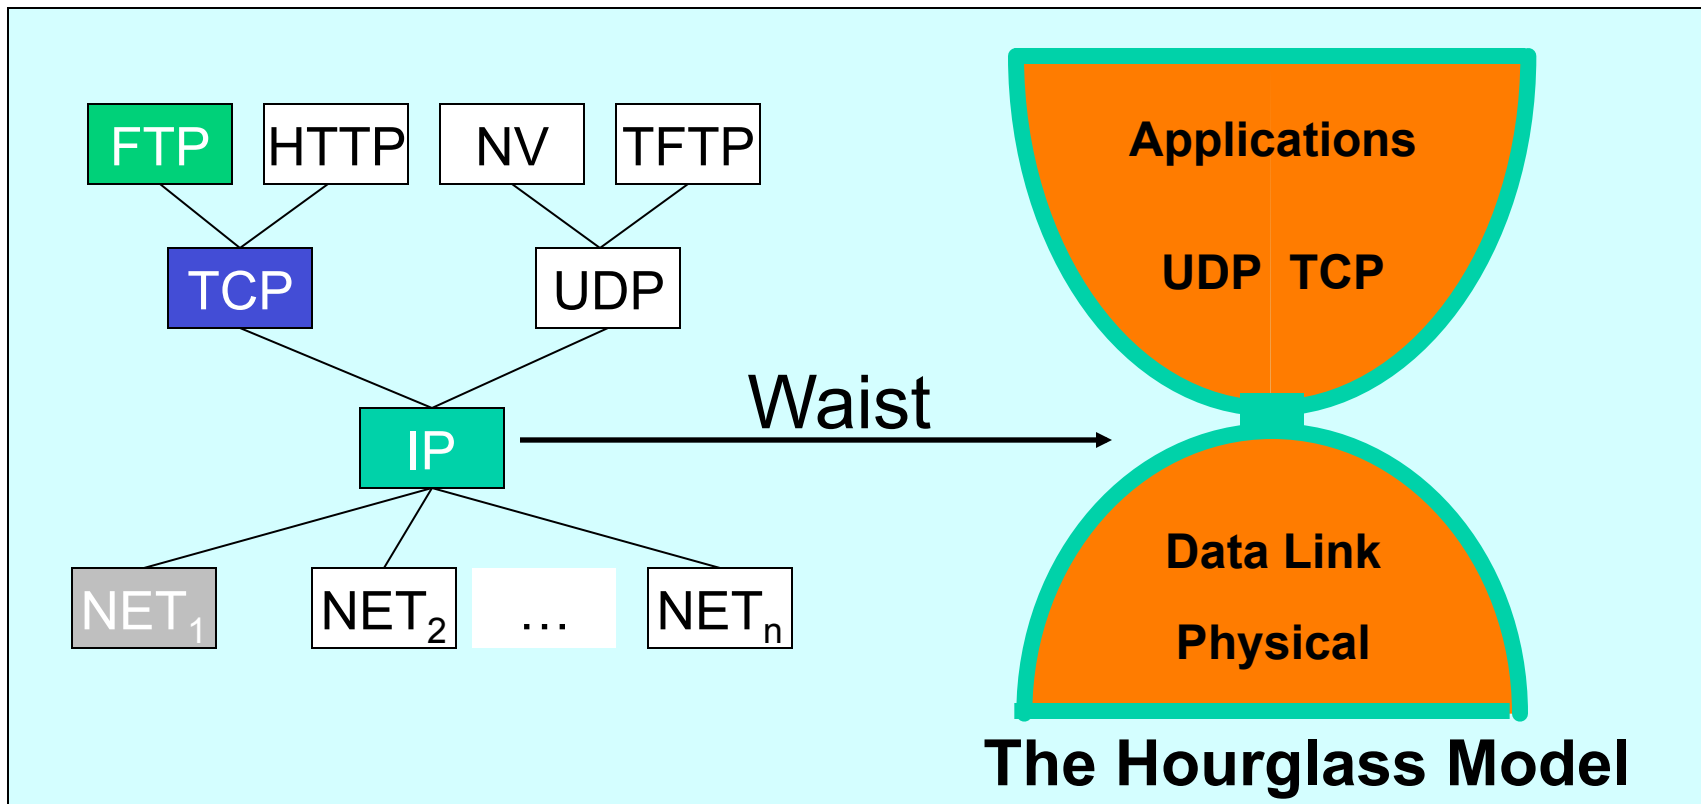 FTP HTTP NV TFTP
TCP UDP
IP
Waist
NET1 NET2 … NETn
Applications
UDP TCP
Data Link
Physical
The Hourglass Model